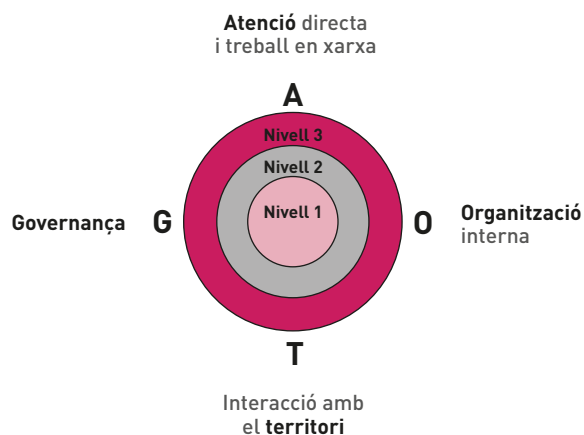 Atenció directa
i treball en xarxa
A
Nivell 3
Nivell 2
Nivell 1
Governança
G
O
Organització
interna
T
Interacció amb
el territori